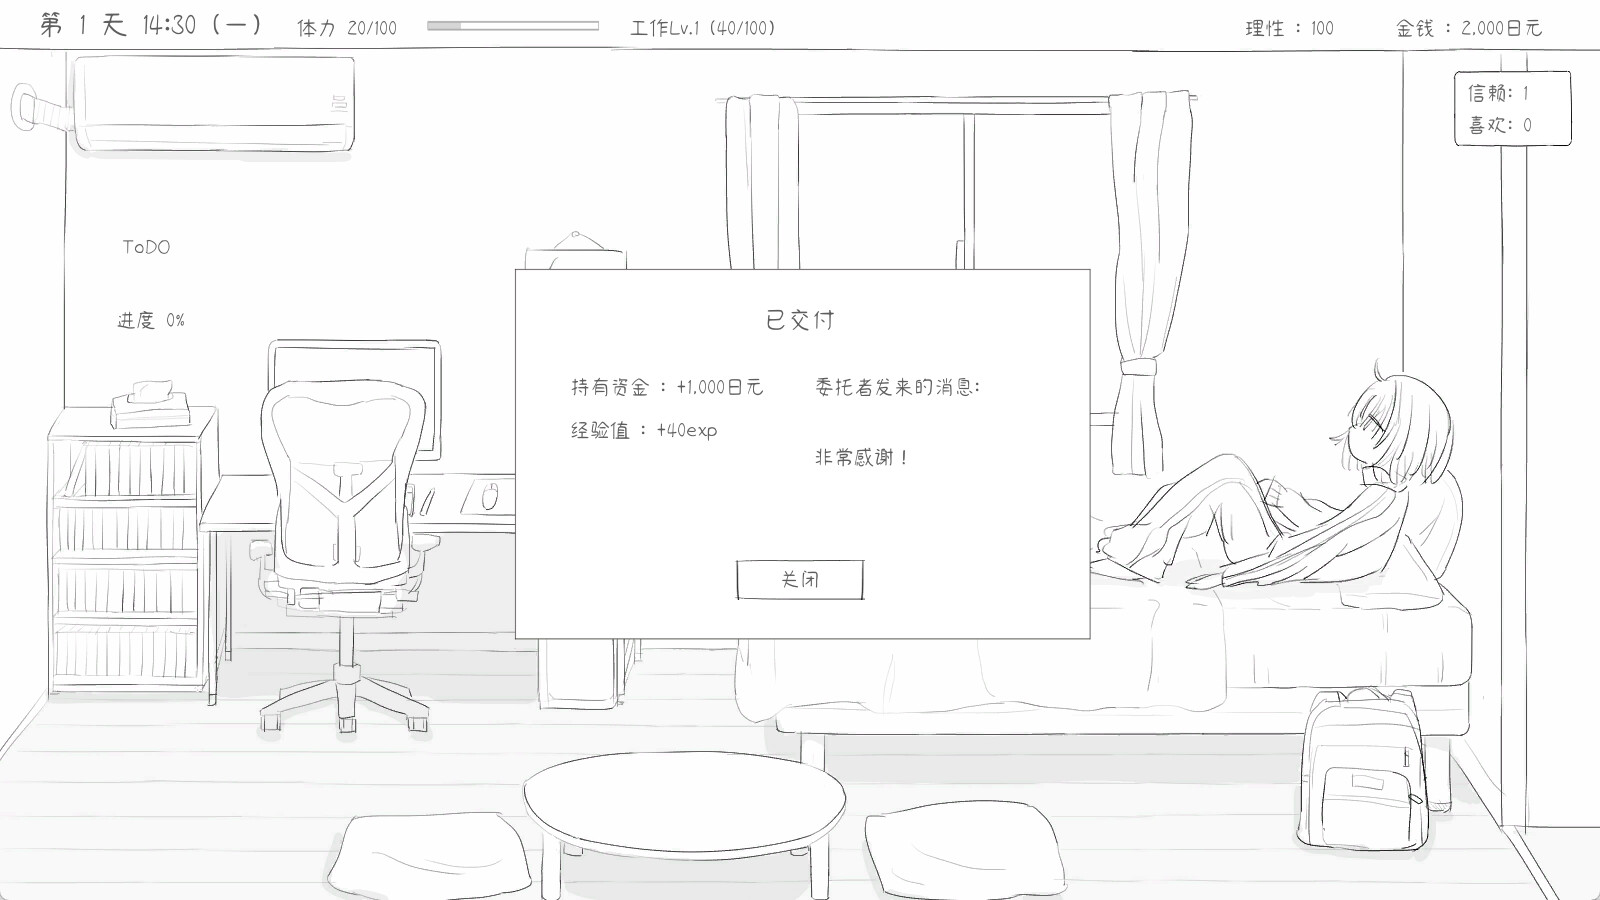 第 1 天 14:30 (一) 体力 20/100 工作Lv.1 (40/100) 理性 : 100 金钱 : 2,000日元
信赖: 1
喜欢: 0
ToDO
进度 0%
已交付
持有资金 : +1,000日元
经验值 : +40exp
委托者发来的消息:
非常感谢！
关闭